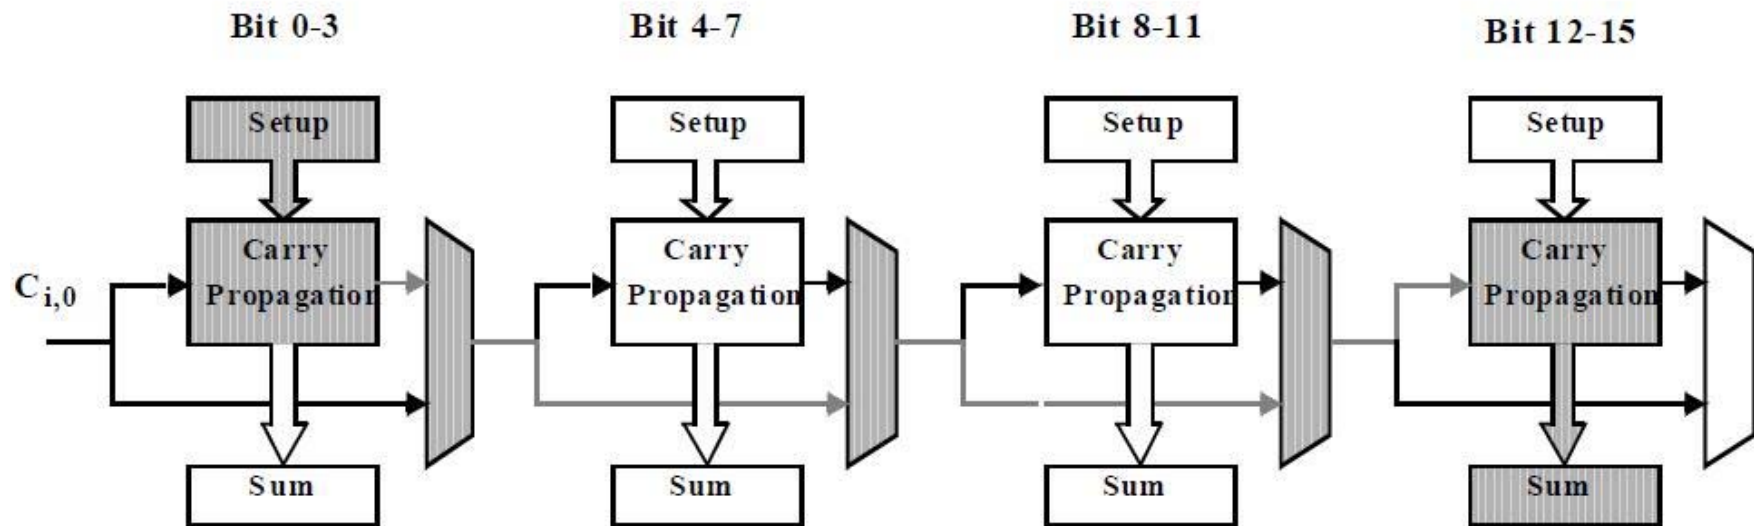 Bit 0-3
Bit 4-7
Bit 8-11
Bit 12-15
Setup
Setup
Setup
Setup
C i,0
Carry
Propagation
Carry
Propagation
Carry
Propagation
Carry
Propagation
Sum
Sum
Sum
Sum